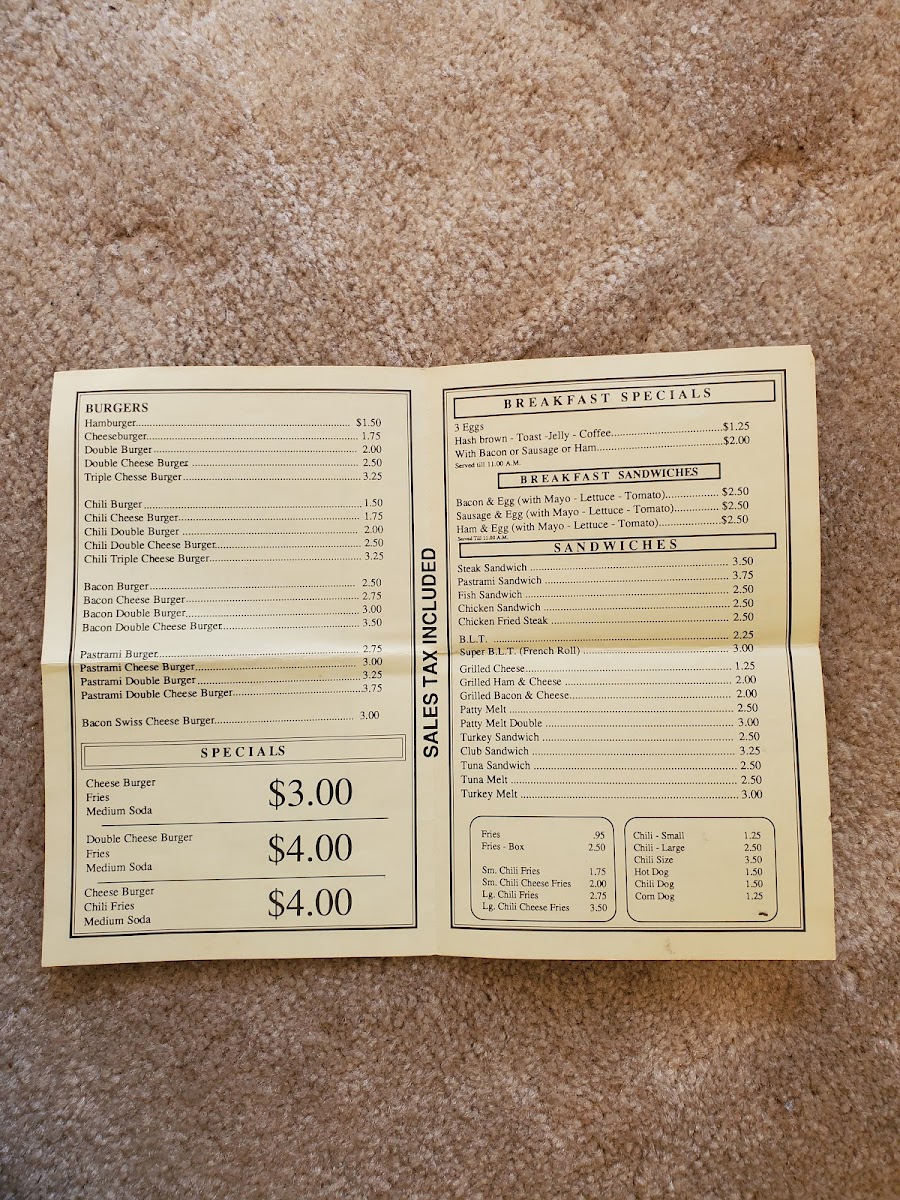 BURGERS
Hamburger.......... $1.50
Cheeseburger.......... 1.75
Double Burger.......... 2.00
Double Cheese Burger.......... 2.50
Triple Chesse Burger.......... 3.25
Chili Burger.......... 1.50
Chili Cheese Burger.......... 1.75
Chili Double Burger.......... 2.00
Chili Double Cheese Burger.......... 2.50
Chili Triple Cheese Burger.......... 3.25
Bacon Burger.......... 2.50
Bacon Cheese Burger.......... 2.75
Bacon Double Burger.......... 3.00
Bacon Double Cheese Burger.......... 3.50
Pastrami Burger.......... 2.75
Pastrami Cheese Burger.......... 3.00
Pastrami Double Burger.......... 3.25
Pastrami Double Cheese Burger.......... 3.75
Bacon Swiss Cheese Burger.......... 3.00
SPECIALS
Cheese Burger
Fries
Medium Soda
$3.00
Double Cheese Burger
Fries
Medium Soda
$4.00
Cheese Burger
Chili Fries
Medium Soda
$4.00
SALES TAX INCLUDED
BREAKFAST SPECIALS
3 Eggs
Hash brown - Toast -Jelly - Coffee.......... $1.25
With Bacon or Sausage or Ham.......... $2.00
Served till 11.00 A.M.
BREAKFAST SANDWICHES
Bacon & Egg (with Mayo - Lettuce - Tomato).......... $2.50
Sausage & Egg (with Mayo - Lettuce - Tomato).......... $2.50
Ham & Egg (with Mayo - Lettuce - Tomato).......... $2.50
Served Till 11.00 A.M.
SANDWICHES
Steak Sandwich .......... 3.50
Pastrami Sandwich .......... 3.75
Fish Sandwich .......... 2.50
Chicken Sandwich .......... 2.50
Chicken Fried Steak .......... 2.50
B.L.T. .......... 2.25
Super B.L.T. (French Roll) .......... 3.00
Grilled Cheese.......... 1.25
Grilled Ham & Cheese .......... 2.00
Grilled Bacon & Cheese.......... 2.00
Patty Melt .......... 2.50
Patty Melt Double .......... 3.00
Turkey Sandwich .......... 2.50
Club Sandwich .......... 3.25
Tuna Sandwich .......... 2.50
Tuna Melt .......... 2.50
Turkey Melt .......... 3.00
Fries .95
Fries - Box 2.50
Sm. Chili Fries 1.75
Sm. Chili Cheese Fries 2.00
Lg. Chili Fries 2.75
Lg. Chili Cheese Fries 3.50
Chili - Small 1.25
Chili - Large 2.50
Chili Size 3.50
Hot Dog 1.50
Chili Dog 1.50
Corn Dog 1.25